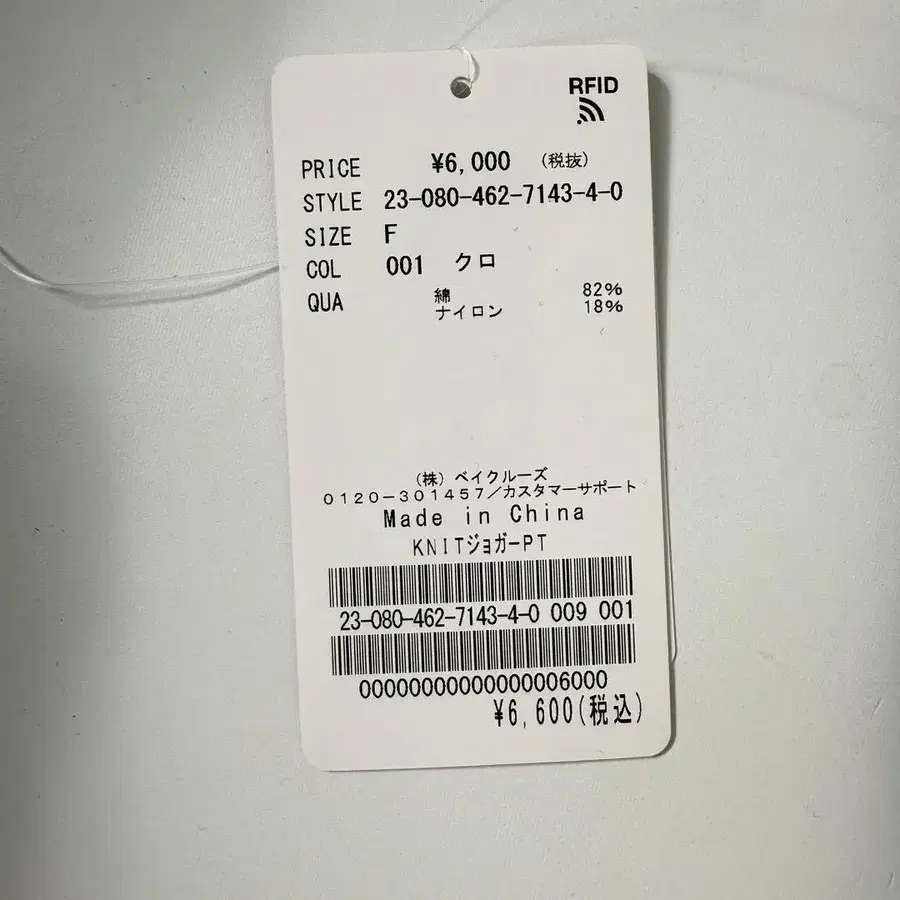 RFID
PRICE ¥6,000 (税抜)
STYLE 23-080-462-7143-4-0
SIZE F
COL 001 クロ
QUA 綿 82%
ナイロン 18%
(株) ベイクルーズ
0120-301457/カスタマーサポート
Made in China
KNITジョガーPT
23-080-462-7143-4-0 009 001
00000000000000006000
¥6,600(税込)